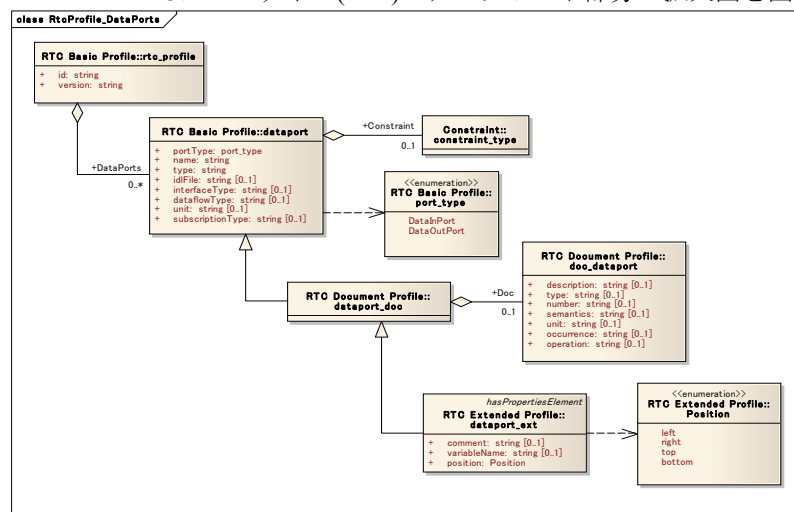 class RtcProfile_DataPorts
RTC Basic Profile::rtc_profile
+ id: string
+ version: string
RTC Basic Profile::dataport
+ portType: port_type
+ name: string
+ type: string
+ idlFile: string [0..1]
+ interfaceType: string [0..1]
+ dataflowType: string [0..1]
+ unit: string [0..1]
+ subscriptionType: string [0..1]
+Constraint
0..1
Constraint::
constraint_type
+DataPorts
0..*
<<enumeration>>
RTC Basic Profile::
port_type
DataInPort
DataOutPort
RTC Document Profile::
dataport_doc
+Doc
0..1
RTC Document Profile::
doc_dataport
+ description: string [0..1]
+ type: string [0..1]
+ number: string [0..1]
+ semantics: string [0..1]
+ unit: string [0..1]
+ occurrence: string [0..1]
+ operation: string [0..1]
hasPropertiesElement
RTC Extended Profile::
dataport_ext
+ comment: string [0..1]
+ variableName: string [0..1]
+ position: Position
<<enumeration>>
RTC Extended Profile::
Position
left
right
top
bottom